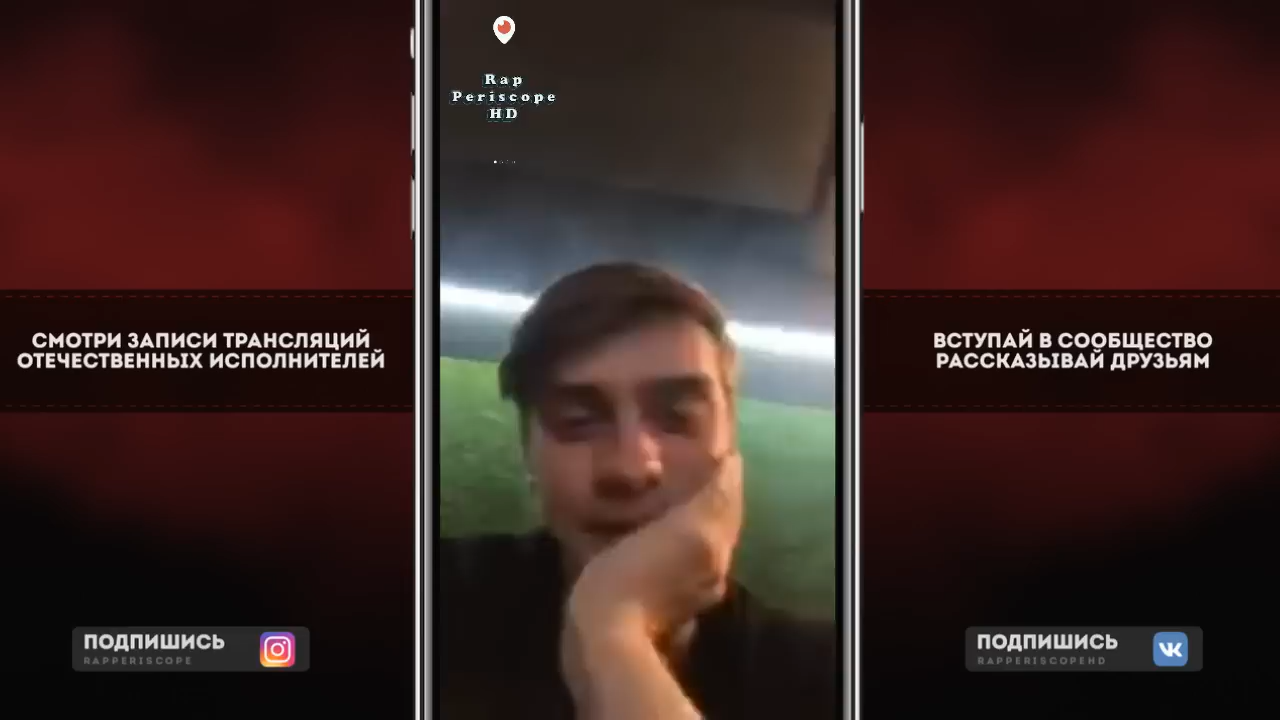 Rap
Periscope
HD
СМОТРИ ЗАПИСИ ТРАНСЛЯЦИЙ
ОТЕЧЕСТВЕННЫХ ИСПОЛНИТЕЛЕЙ
ВСТУПАЙ В СООБЩЕСТВО
РАССКАЗЫВАЙ ДРУЗЬЯМ
ПОДПИШИСЬ
RAPPERISCOPE
ПОДПИШИСЬ
RAPPERISCOPEHD